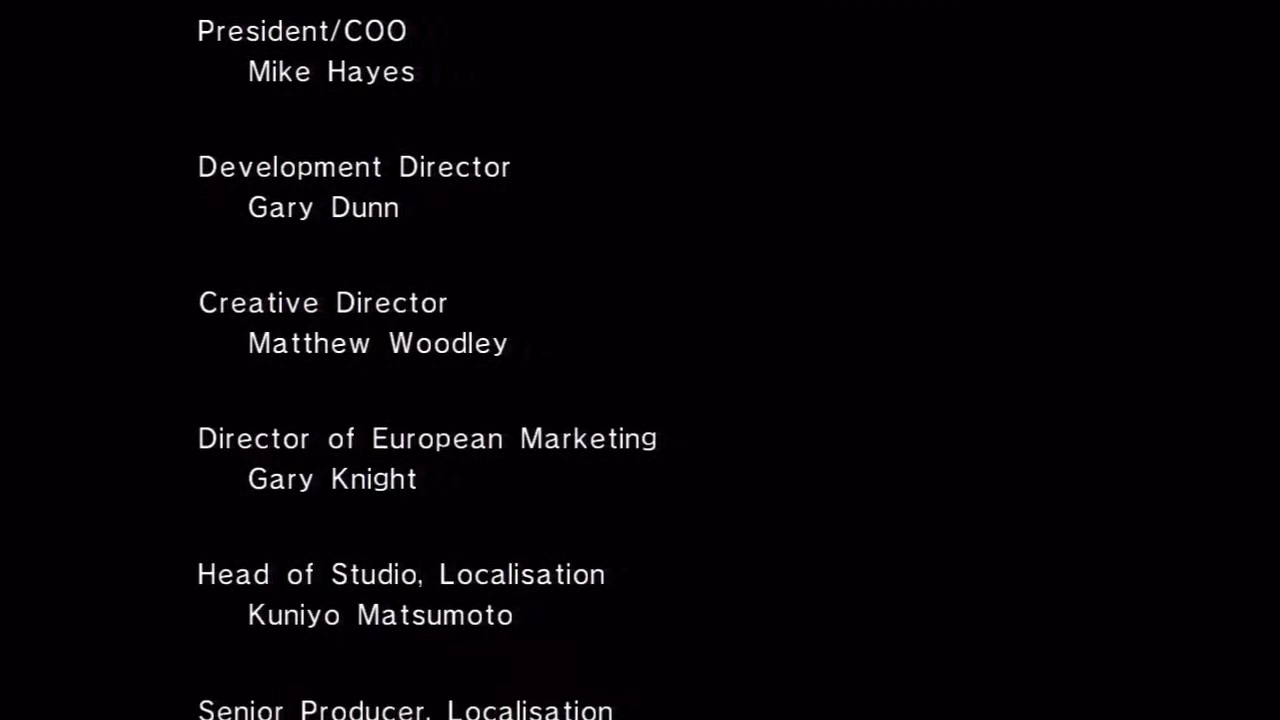 President/COO
Mike Hayes
Development Director
Gary Dunn
Creative Director
Matthew Woodley
Director of European Marketing
Gary Knight
Head of Studio, Localisation
Kuniyo Matsumoto
Senior Producer, Localisation